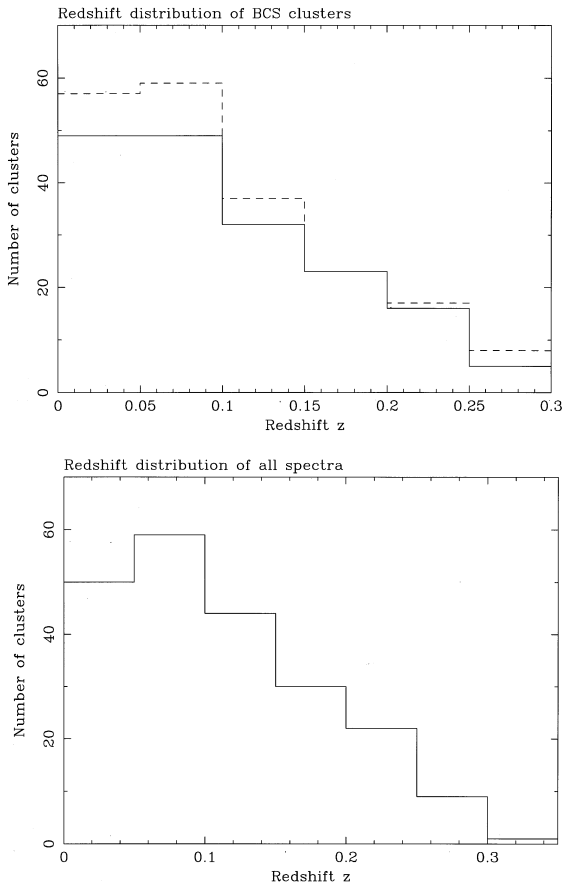 Redshift distribution of BCS clusters
60
40
20
0
Number of clusters
0 0.05 0.1 0.15 0.2 0.25 0.3
Redshift z
Redshift distribution of all spectra
60
40
20
0
Number of clusters
0 0.1 0.2 0.3
Redshift z